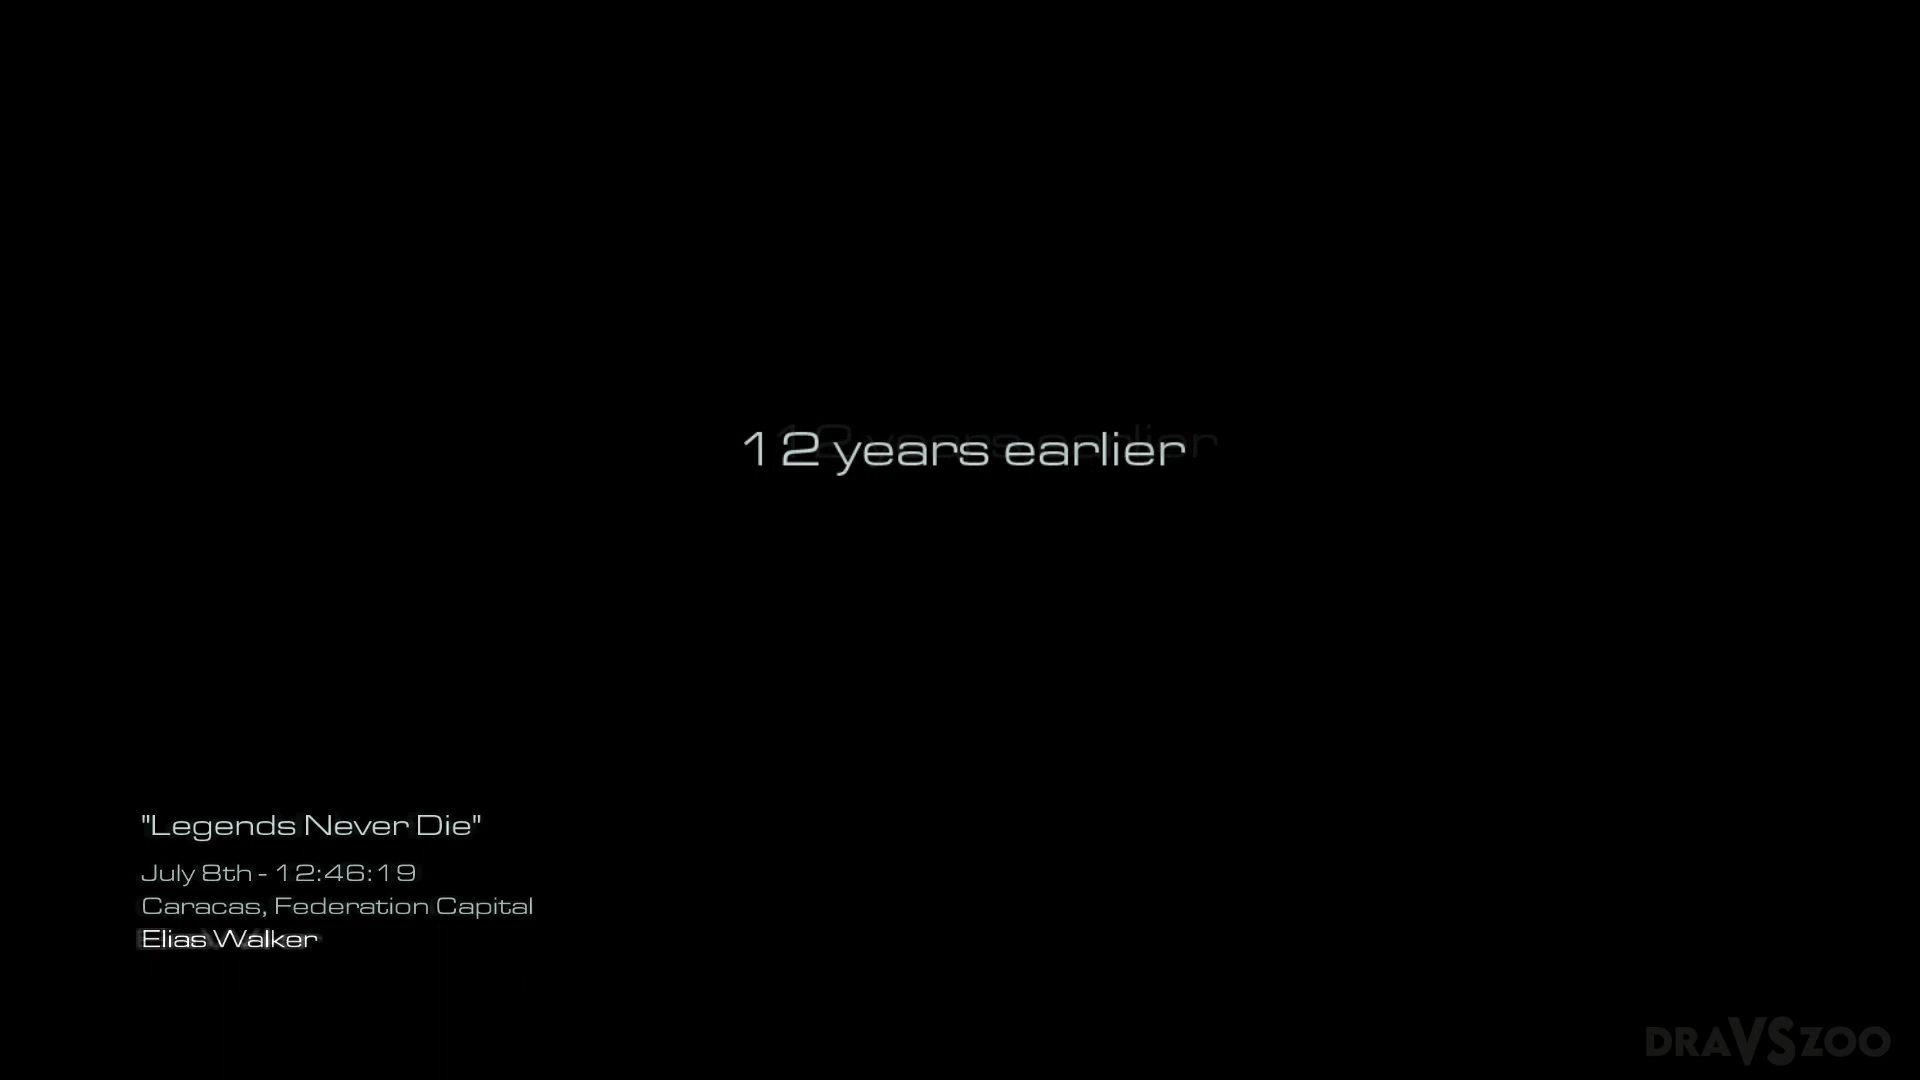 12 years earlier
"Legends Never Die"
July 8th - 12:46:19
Caracas, Federation Capital
Elias Walker
DRAVSZOO